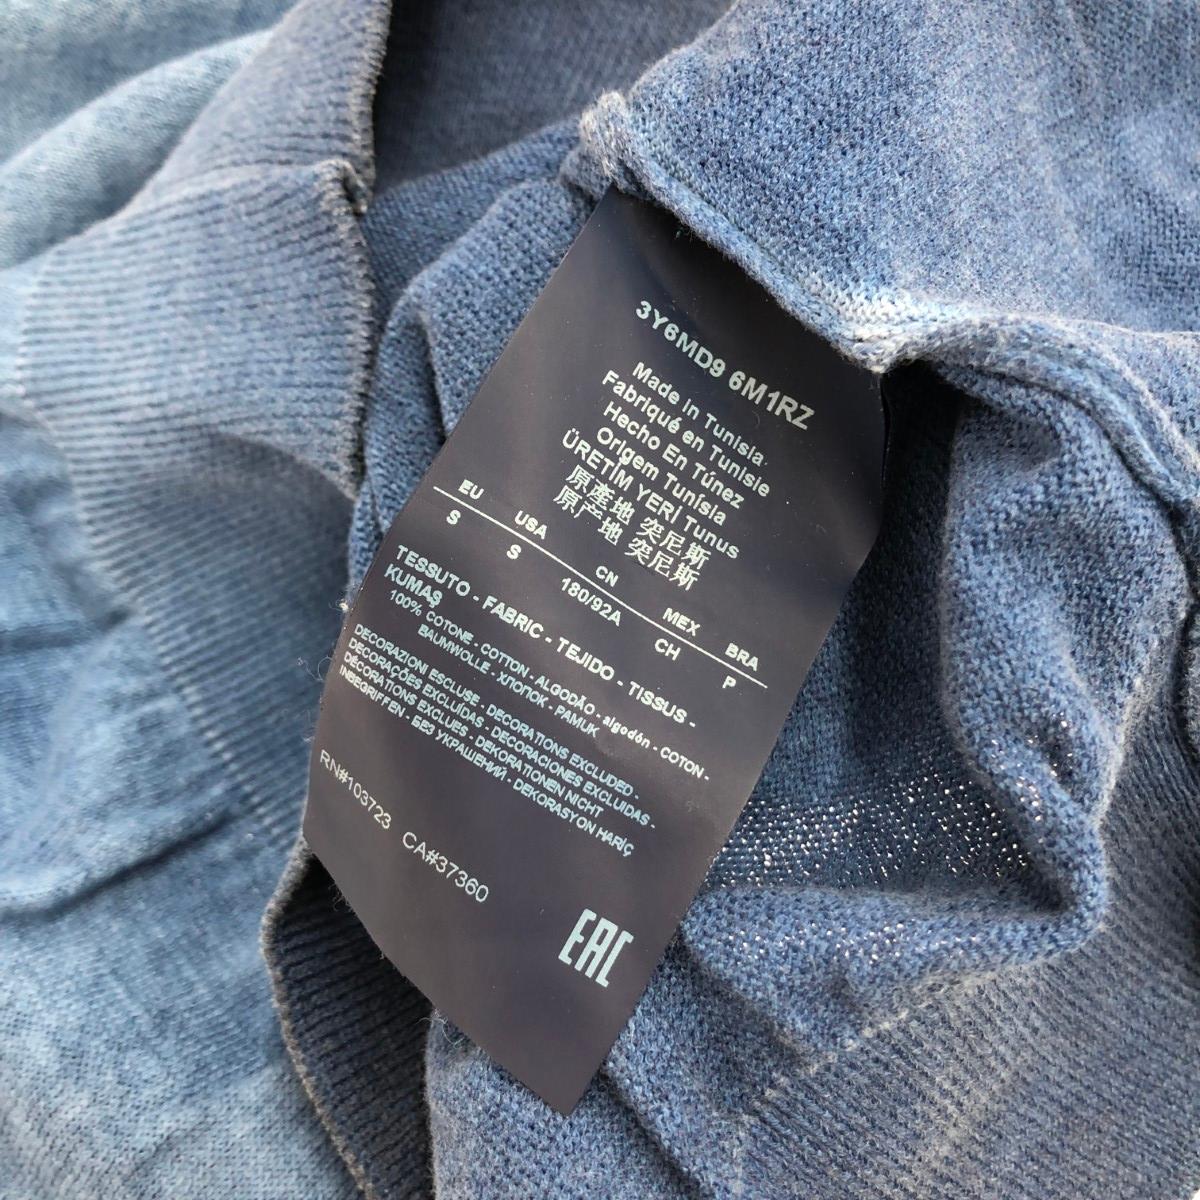 3Y6MD9 6M1RZ
Made In Tunisia
Fabriqué en Tunisie
Hecho En Túnez
Origem Tunísia
ÜRETİM YERİ Tunus
原產地 突尼斯
原产地 突尼斯
EU USA CN MEX BRA
S S 180/92A CH P
TESSUTO - FABRIC - TEJIDO - TISSUS -
KUMAŞ
100% COTONE - COTTON - ALGODÃO - algodón - COTON -
BAUMWOLLE - ХЛОПОК - PAMUK
DECORAZIONI ESCLUSE - DECORATIONS EXCLUDED -
DECORAÇÕES EXCLUÍDAS - DECORACIONES EXCLUIDAS -
DÉCORATIONS EXCLUES - DEKORATIONEN NICHT
INBEGRIFFEN - БЕЗ УКРАШЕНИЙ - DEKORASYON HARİÇ
RN#103723 CA#37360
EAC